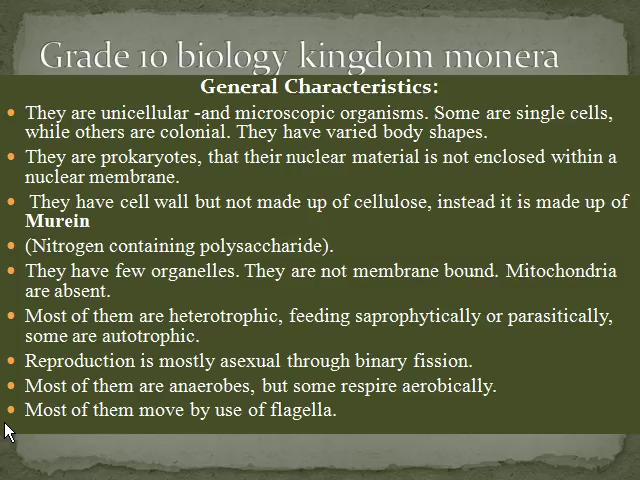 Grade 10 biology kingdom monera
General Characteristics:
• They are unicellular -and microscopic organisms. Some are single cells,
while others are colonial. They have varied body shapes.
• They are prokaryotes, that their nuclear material is not enclosed within a
nuclear membrane.
• They have cell wall but not made up of cellulose, instead it is made up of
Murein
• (Nitrogen containing polysaccharide).
• They have few organelles. They are not membrane bound. Mitochondria
are absent.
• Most of them are heterotrophic, feeding saprophytically or parasitically,
some are autotrophic.
• Reproduction is mostly asexual through binary fission.
• Most of them are anaerobes, but some respire aerobically.
• Most of them move by use of flagella.